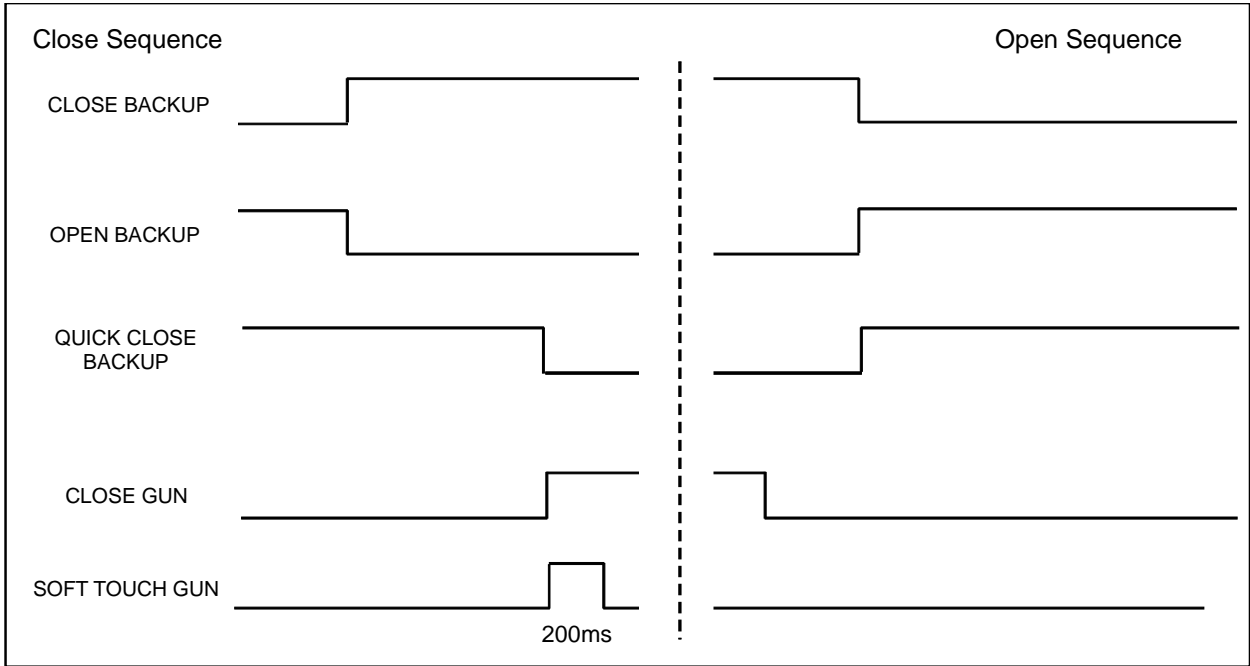 Close Sequence
Open Sequence
CLOSE BACKUP
OPEN BACKUP
QUICK CLOSE
BACKUP
CLOSE GUN
SOFT TOUCH GUN
200ms